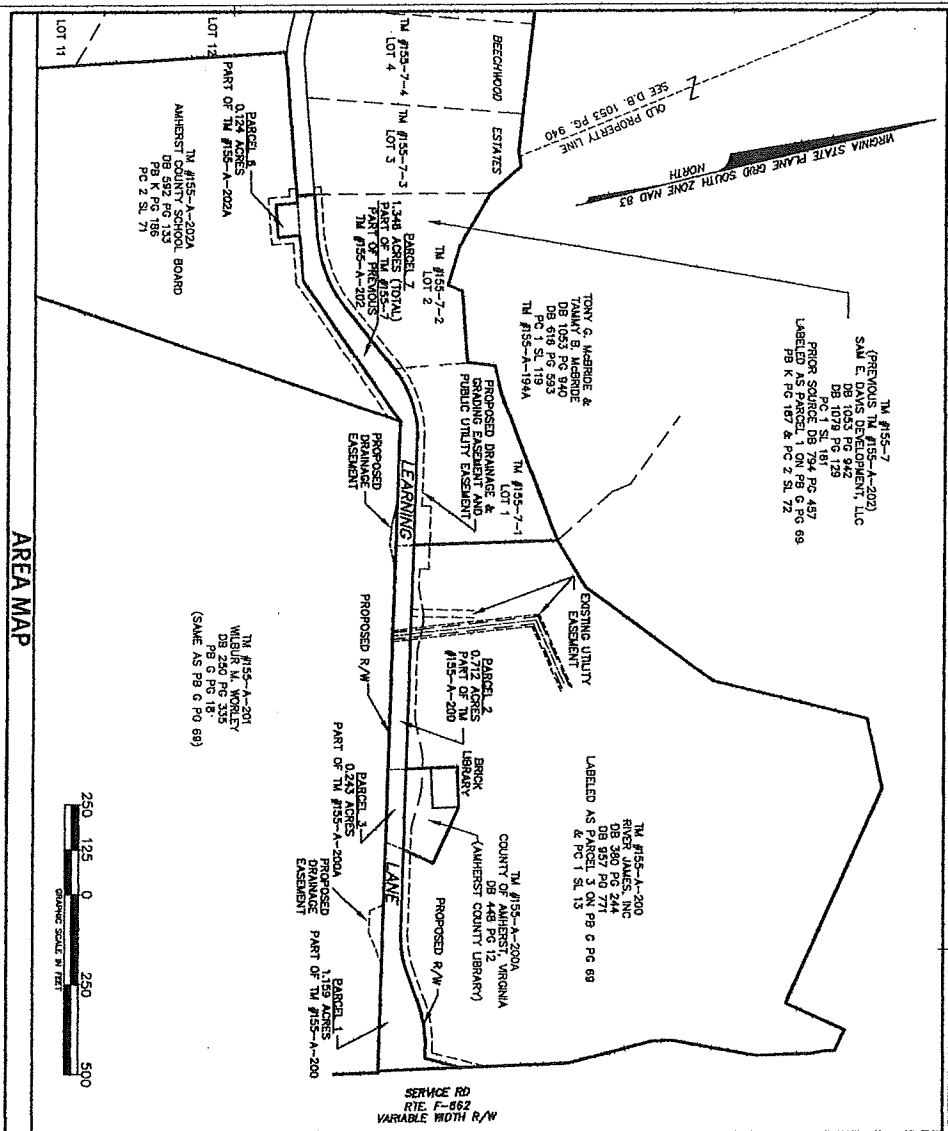 TM #155-7
(PREVIOUS TM #155-A-202)
SAM E. DAVIS DEVELOPMENT, LLC
DB 1053 PG 942
DB 1079 PG 129
PC 1 SL 181
PRIOR SOURCE DB 794 PG 457
LABELED AS PARCEL 1 ON PB G PG 69
PB K PG 187 & PC 2 SL 72
VIRGINIA STATE PLANE GRID SOUTH ZONE NAD 83
NORTH
OLD PROPERTY LINE
SEE D.B. 1053 PG. 940
BEECHWOOD
ESTATES
TM #155-7-4
LOT 4
TM #155-7-3
LOT 3
TM #155-7-2
LOT 2
TONY G. McBRIDE &
TAMMY B. McBRIDE
DB 1053 PG 940
DB 618 PG 593
PC 1 SL 119
TM #155-A-194A
TM #155-7-1
LOT 1
PROPOSED DRAINAGE &
GRADING EASEMENT AND
PUBLIC UTILITY EASEMENT
PARCEL 7
1.348 ACRES (TOTAL)
PART OF TM #155-7
PART OF PREVIOUS
TM #155-A-202
EXISTING UTILITY
EASEMENT
TM #155-A-200
RIVER JAMES, INC
DB 380 PG 244
DB 957 PG 771
LABELED AS PARCEL 3 ON PB G PG 69
& PC 1 SL 13
PARCEL 2
0.712 ACRES
PART OF TM
#155-A-200
BRICK
LIBRARY
TM #155-A-200A
COUNTY OF AMHERST, VIRGINIA
DB 448 PG 12
(AMHERST COUNTY LIBRARY)
PROPOSED R/W
LEARNING
LANE
PROPOSED
DRAINAGE
EASEMENT
PROPOSED R/W
PARCEL 3
0.243 ACRES
PART OF TM #155-A-200A
PROPOSED
DRAINAGE
EASEMENT
PARCEL 1
1.159 ACRES
PART OF TM #155-A-200
SERVICE RD
RTE. F-662
VARIABLE WIDTH R/W
LOT 12
LOT 11
0.124 ACRES
PART OF TM #155-A-202A
TM #155-A-202A
AMHERST COUNTY SCHOOL BOARD
DB 592 PG 133
PB K PG 186
PC 2 SL 71
TM #155-A-201
WILBUR M. WORLEY
DB 250 PG 335
PB G PG 18
(SAME AS PB G PG 69)
250 125 0 250 500
GRAPHIC SCALE IN FEET
AREA MAP